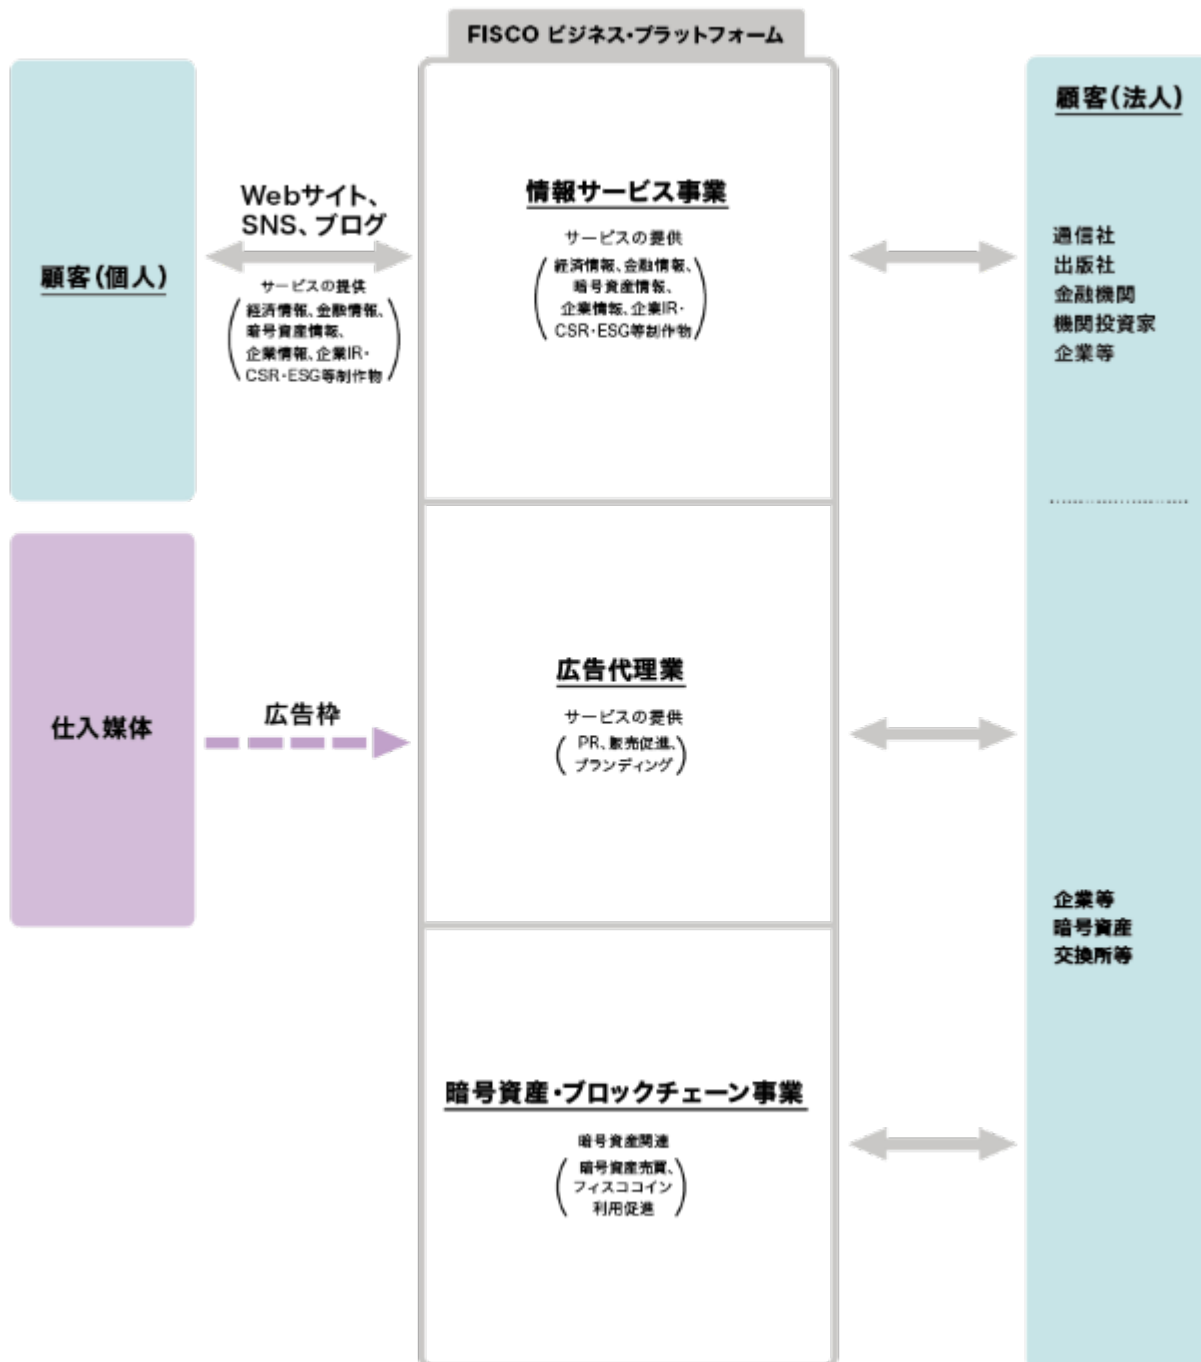 FISCO ビジネス・プラットフォーム
顧客(個人)
Webサイト、
SNS、ブログ
サービスの提供
経済情報、金融情報、
暗号資産情報、
企業情報、企業IR・
CSR・ESG等制作物
情報サービス事業
サービスの提供
経済情報、金融情報、
暗号資産情報、
企業情報、企業IR・
CSR・ESG等制作物
顧客(法人)
通信社
出版社
金融機関
機関投資家
企業等
仕入媒体
広告枠
広告代理業
サービスの提供
PR、販売促進、
ブランディング
企業等
暗号資産
交換所等
暗号資産・ブロックチェーン事業
暗号資産関連
暗号資産売買、
フィスココイン
利用促進